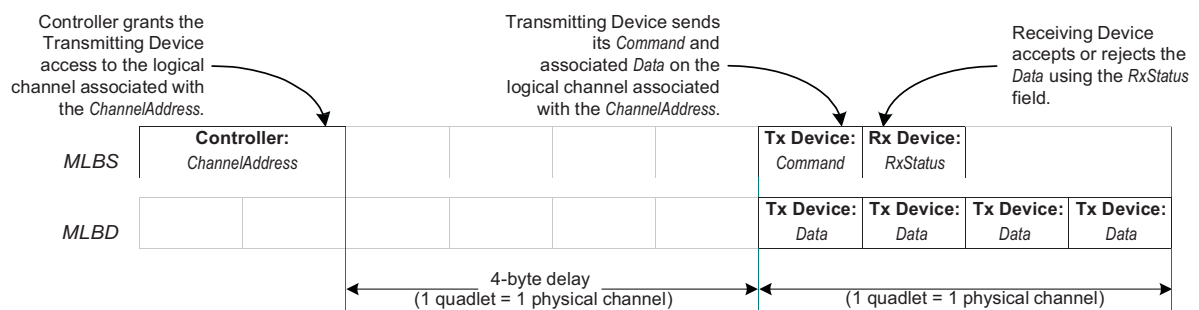 Controller grants the
Transmitting Device
access to the logical
channel associated with
the ChannelAddress.
Transmitting Device sends
its Command and
associated Data on the
logical channel associated
with the ChannelAddress.
Receiving Device
accepts or rejects the
Data using the RxStatus
field.
MLBS
Controller:
ChannelAddress
Tx Device:
Command
Rx Device:
RxStatus
MLBD
Tx Device:
Data
Tx Device:
Data
Tx Device:
Data
Tx Device:
Data
4-byte delay
(1 quadlet = 1 physical channel)
(1 quadlet = 1 physical channel)